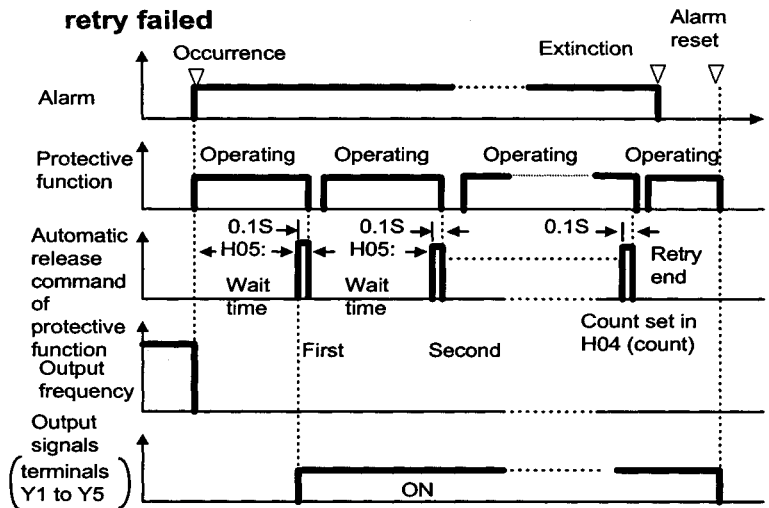 retry failed
Alarm
reset
Occurrence
Extinction
Alarm
Protective
function
Operating
Operating
Operating
Operating
0.1S
0.1S
0.1S
Automatic
release
command
of
protective
function
H05:
H05:
Wait
time
Wait
time
Retry
end
Count set in
H04 (count)
First
Second
Output
frequency
Output
signals
terminals
Y1 to Y5
ON